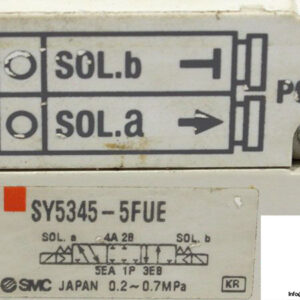 SOL.b
SOL.a
SY5345-5FUE
SOL. a 4A 2B SOL. b
5EA 1P 3EB
SMC JAPAN 0.2~0.7MPa KR